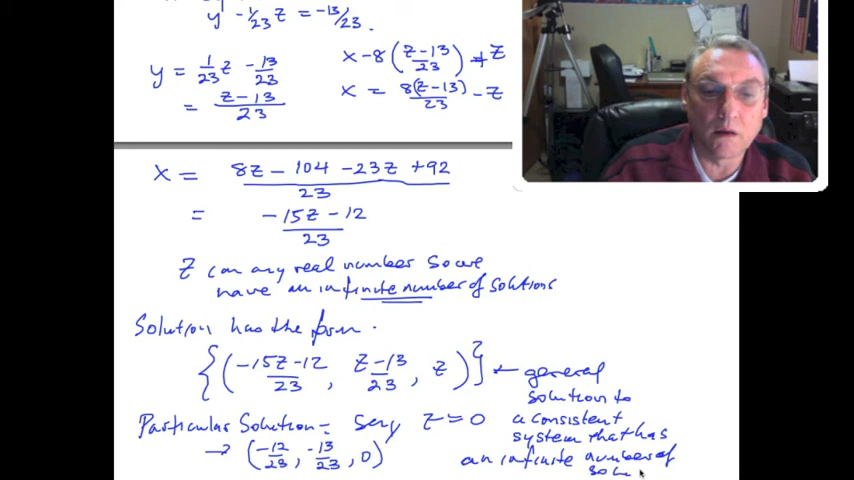 y - 1/23 z = -13/23.
y = 1/23 z - 13/23
= z-13/23
x - 8(z-13/23) + z
x = 8(z-13)/23 - z
x = 8z - 104 - 23z + 92/23
= -15z - 12/23
z can any real number so we
have an infinite number of solutions
Solution has the form.
{(-15z-12/23, z-13/23, z)} ← general
solution to
a consistent
system that has
an infinite number of
solu
Particular Solution - say z = 0
→ (-12/23, -13/23, 0)